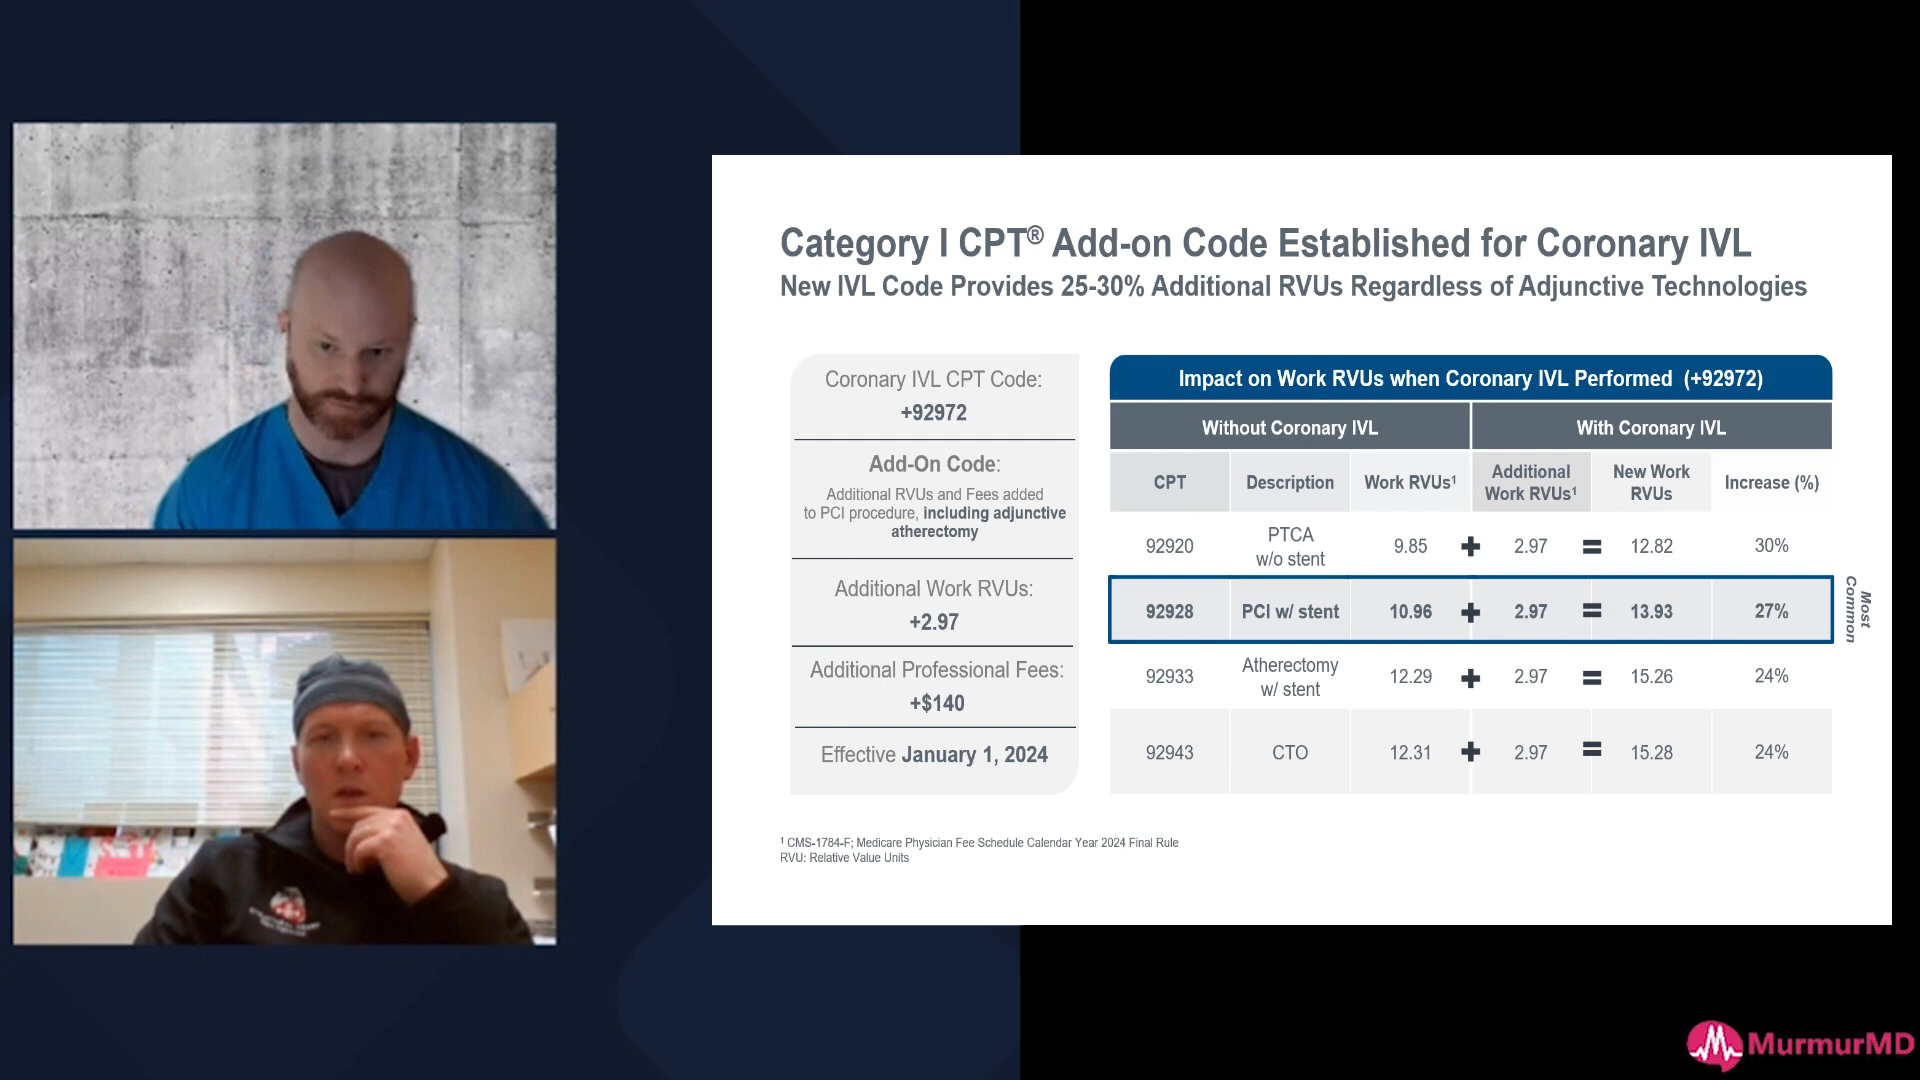 Category I CPT® Add-on Code Established for Coronary IVL
New IVL Code Provides 25-30% Additional RVUs Regardless of Adjunctive Technologies
Coronary IVL CPT Code:
+92972
Add-On Code:
Additional RVUs and Fees added
to PCI procedure, including adjunctive
atherectomy
Additional Work RVUs:
+2.97
Additional Professional Fees:
+$140
Effective January 1, 2024
Impact on Work RVUs when Coronary IVL Performed (+92972)
Without Coronary IVL With Coronary IVL
CPT Description Work RVUs¹ Additional Work RVUs¹ New Work RVUs Increase (%)
92920 PTCA w/o stent 9.85 + 2.97 = 12.82 30%
92928 PCI w/ stent 10.96 + 2.97 = 13.93 27%
Most Common
92933 Atherectomy w/ stent 12.29 + 2.97 = 15.26 24%
92943 CTO 12.31 + 2.97 = 15.28 24%
¹ CMS-1784-F; Medicare Physician Fee Schedule Calendar Year 2024 Final Rule
RVU: Relative Value Units
MurmurMD